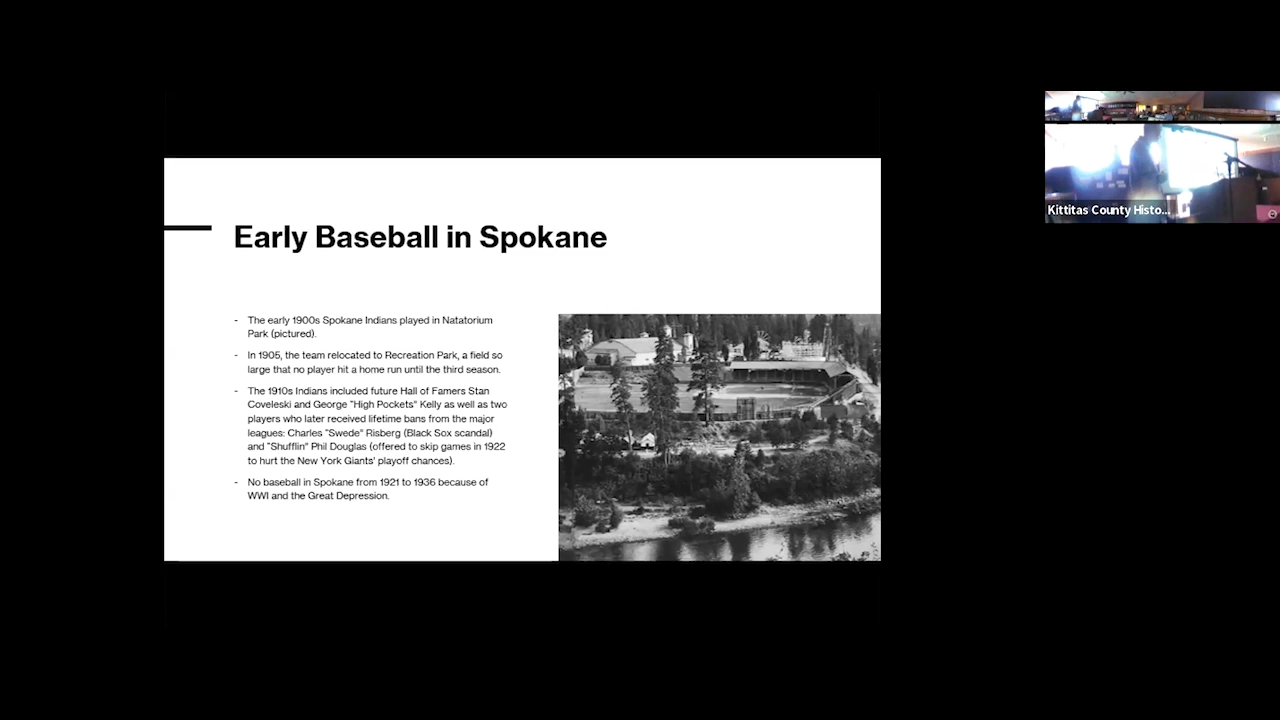 Early Baseball in Spokane
- The early 1900s Spokane Indians played in Natatorium
Park (pictured).
- In 1905, the team relocated to Recreation Park, a field so
large that no player hit a home run until the third season.
- The 1910s Indians included future Hall of Famers Stan
Coveleski and George "High Pockets" Kelly as well as two
players who later received lifetime bans from the major
leagues: Charles "Swede" Risberg (Black Sox scandal)
and "Shufflin" Phil Douglas (offered to skip games in 1922
to hurt the New York Giants' playoff chances).
- No baseball in Spokane from 1921 to 1936 because of
WWI and the Great Depression.
Kittitas County Histo...